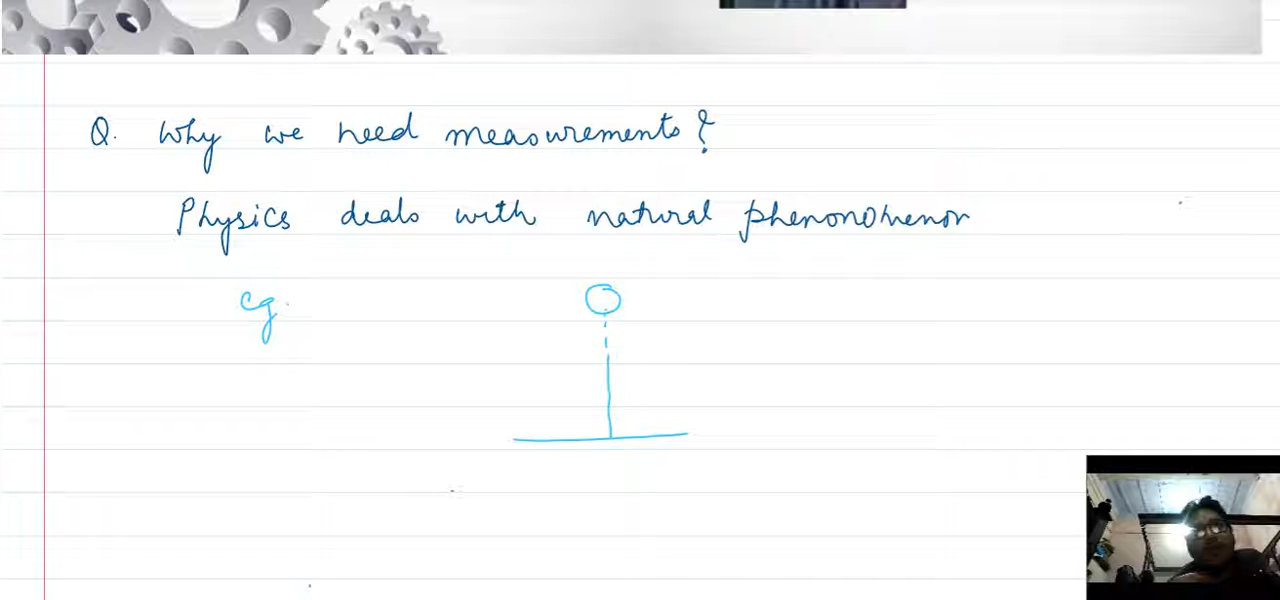 Q. Why we need measurements?
Physics deals with natural phenonomenon
eg.